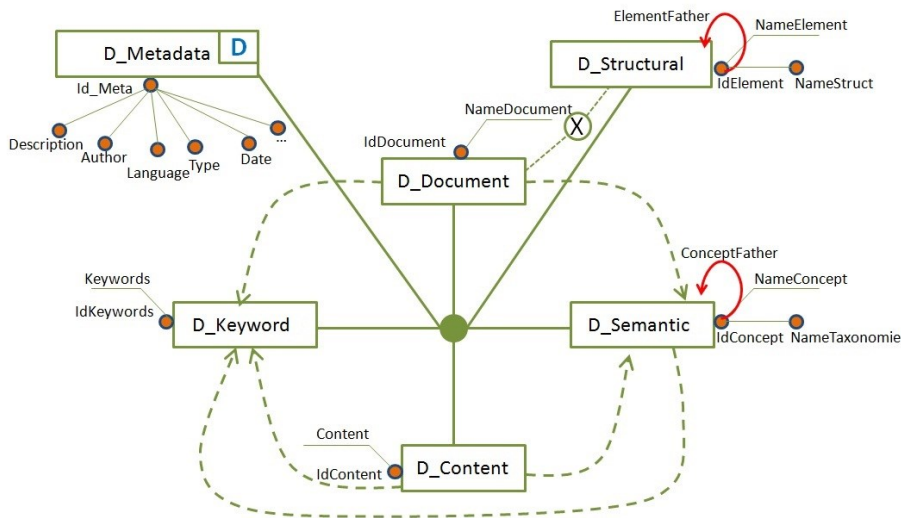 ElementFather
NameElement
D_Metadata
D
D_Structural
Id_Meta
IdElement
NameStruct
NameDocument
X
Description
Author
Language
Type
Date
...
IdDocument
D_Document
ConceptFather
Keywords
NameConcept
IdKeywords
D_Keyword
D_Semantic
IdConcept
NameTaxonomie
Content
IdContent
D_Content